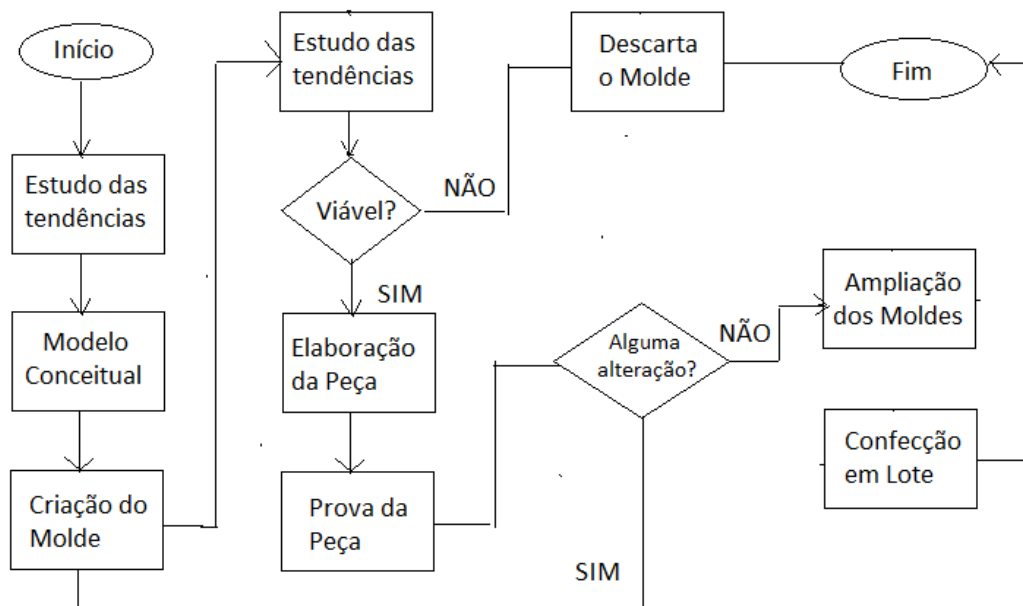 Início
Estudo das
tendências
Modelo
Conceitual
Criação do
Molde
Estudo das
tendências
Viável?
NÃO
SIM
Descarta
o Molde
Fim
Elaboração
da Peça
Prova da
Peça
Alguma
alteração?
NÃO
SIM
Ampliação
dos Moldes
Confecção
em Lote